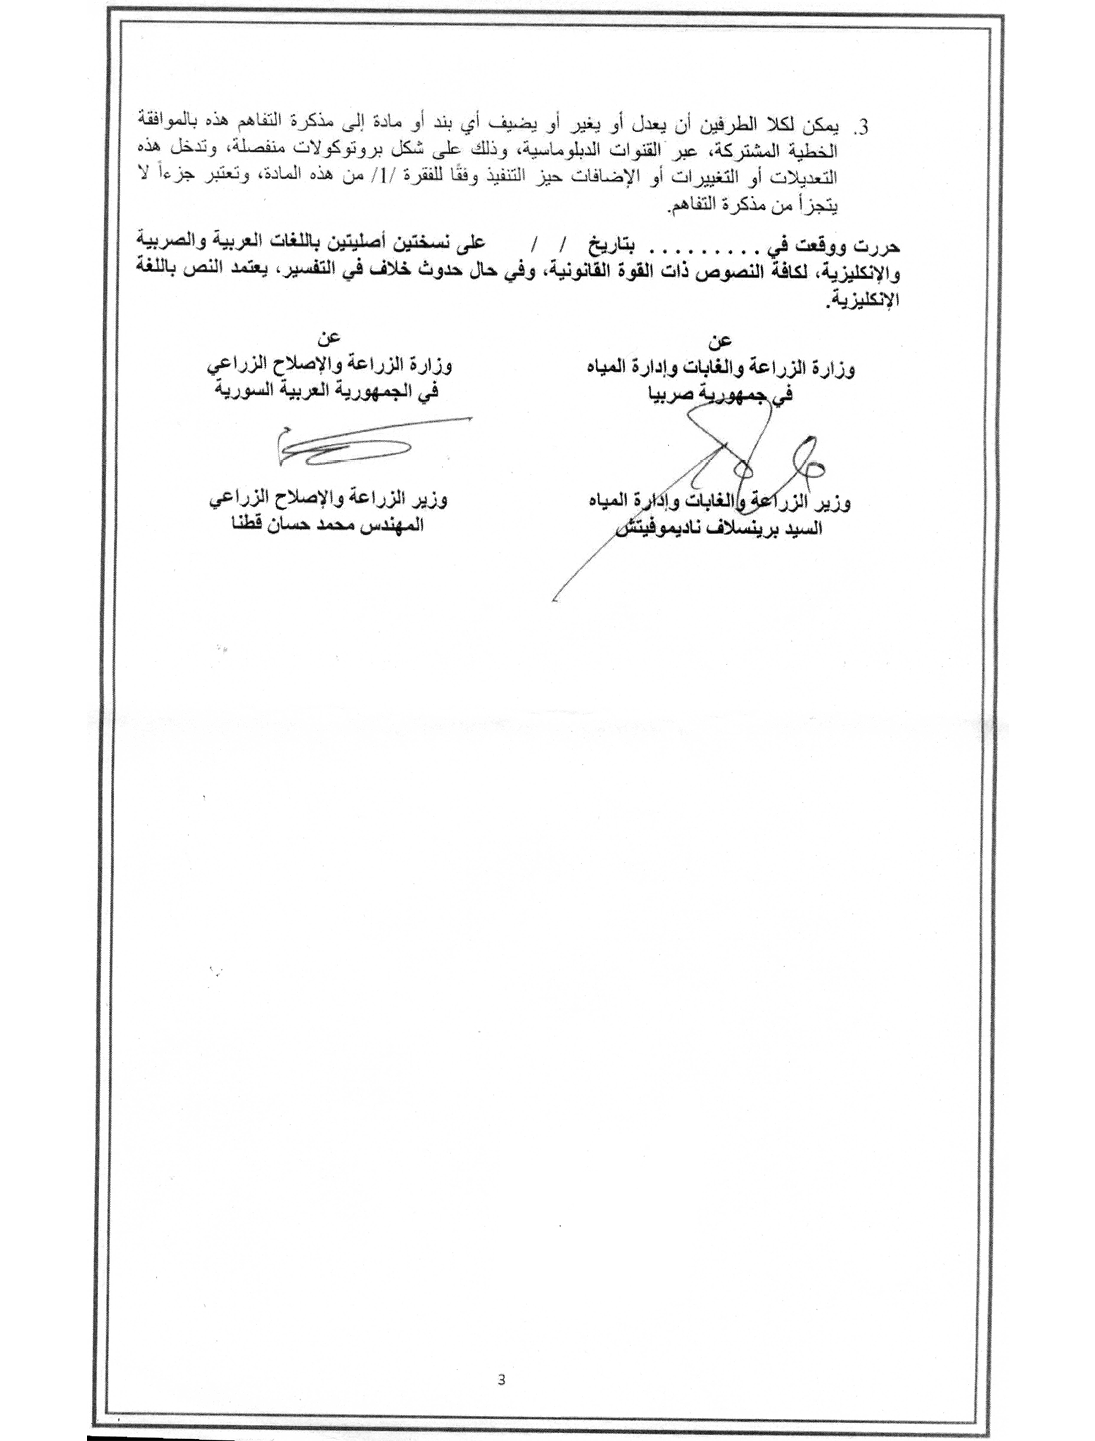 3. يمكن لكلا الطرفين أن يعدل أو يغير أو يضيف أي بند أو مادة إلى مذكرة التفاهم هذه بالموافقة
الخطية المشتركة، عبر القنوات الدبلوماسية، وذلك على شكل بروتوكولات منفصلة، وتدخل هذه
التعديلات أو التغييرات أو الإضافات حيز التنفيذ وفقًا للفقرة /1/ من هذه المادة، وتعتبر جزءاً لا
يتجزأ من مذكرة التفاهم.
حررت ووقعت في ......... بتاريخ / / على نسختين أصليتين باللغات العربية والصربية
والإنكليزية، لكافة النصوص ذات القوة القانونية، وفي حال حدوث خلاف في التفسير، يعتمد النص باللغة
الإنكليزية.
عن
وزارة الزراعة والغابات وإدارة المياه
في جمهورية صربيا
وزير الزراعة والغابات وإدارة المياه
السيد برينسلاف ناديموفيتش
عن
وزارة الزراعة والإصلاح الزراعي
في الجمهورية العربية السورية
وزير الزراعة والإصلاح الزراعي
المهندس محمد حسان قطنا
3